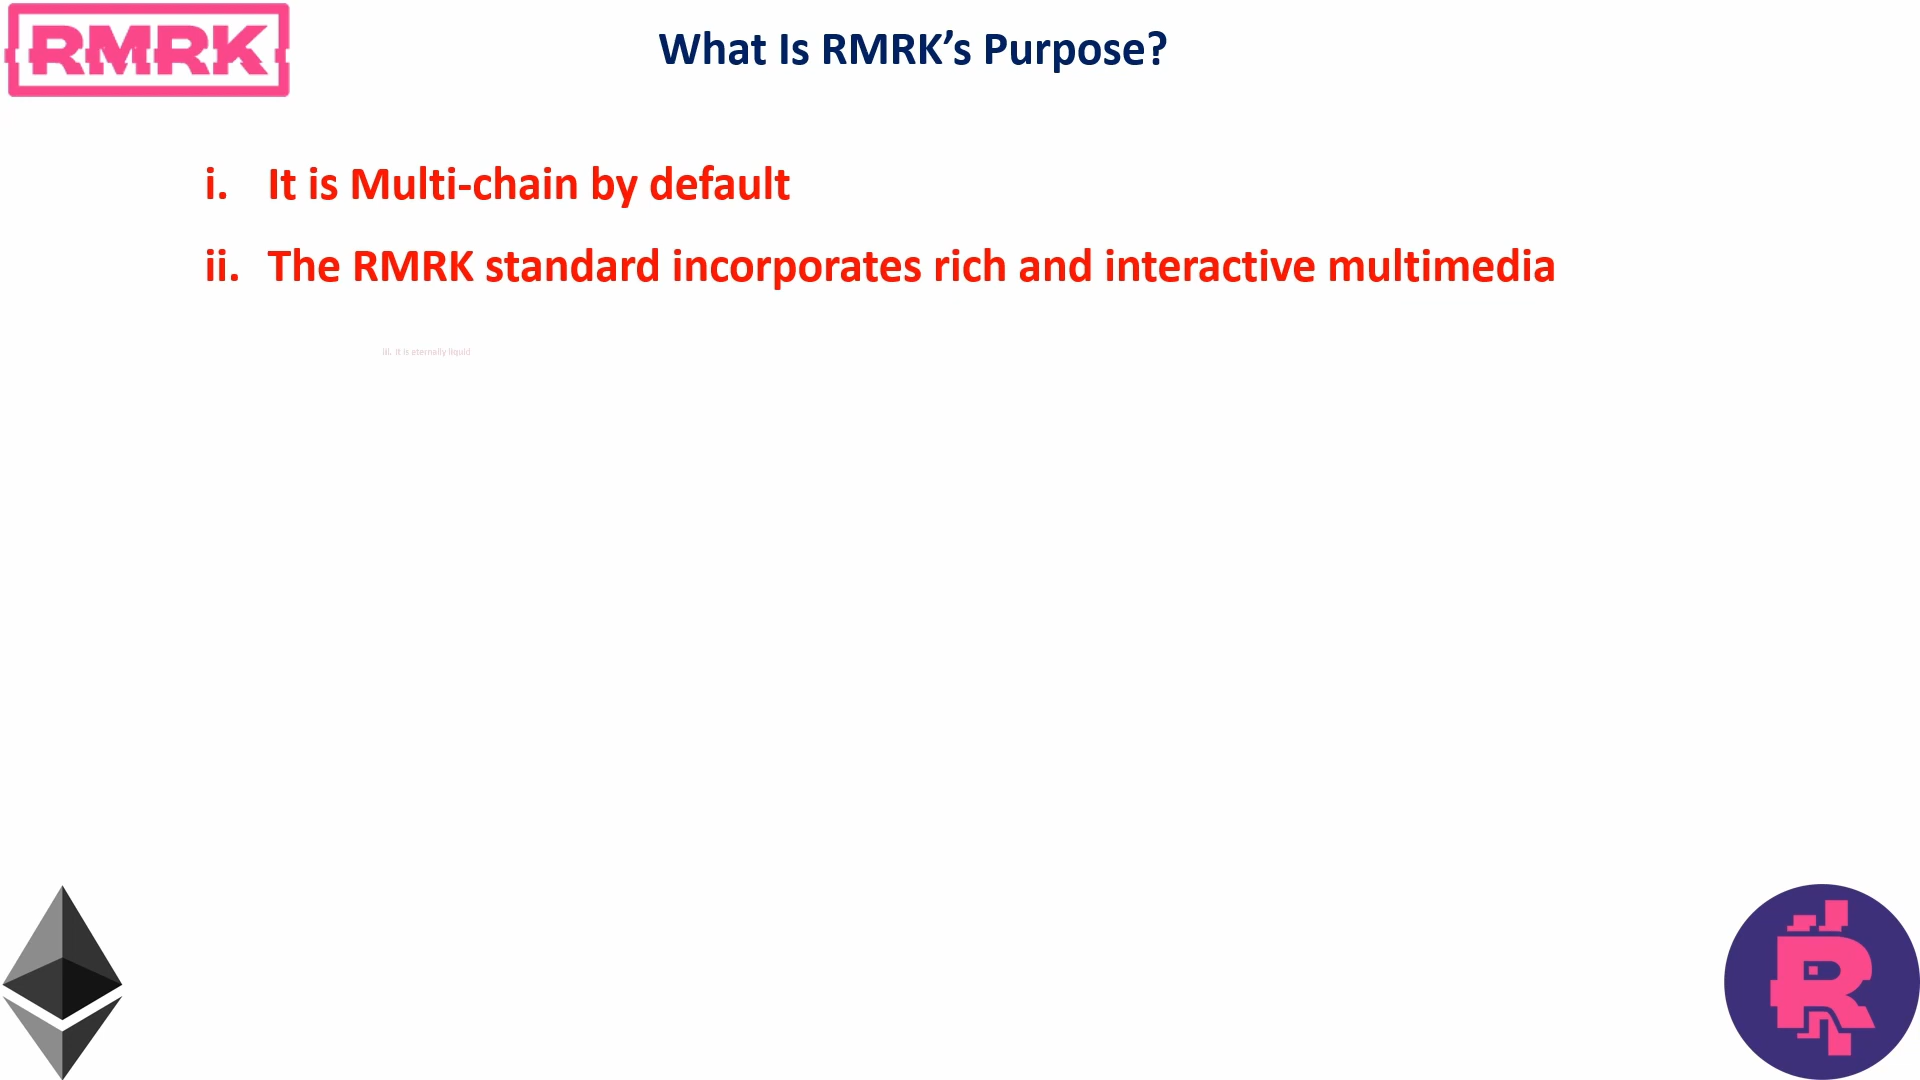 RMRK
What Is RMRK’s Purpose?
i. It is Multi-chain by default
ii. The RMRK standard incorporates rich and interactive multimedia
iii. It is eternally liquid
R